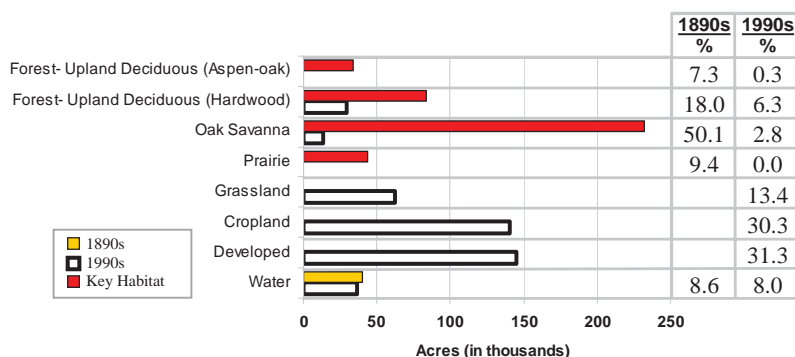 1890s 1990s
% %
Forest- Upland Deciduous (Aspen-oak) 7.3 0.3
Forest- Upland Deciduous (Hardwood) 18.0 6.3
Oak Savanna 50.1 2.8
Prairie 9.4 0.0
Grassland 13.4
Cropland 30.3
Developed 31.3
Water 8.6 8.0
1890s
1990s
Key Habitat
0 50 100 150 200 250
Acres (in thousands)